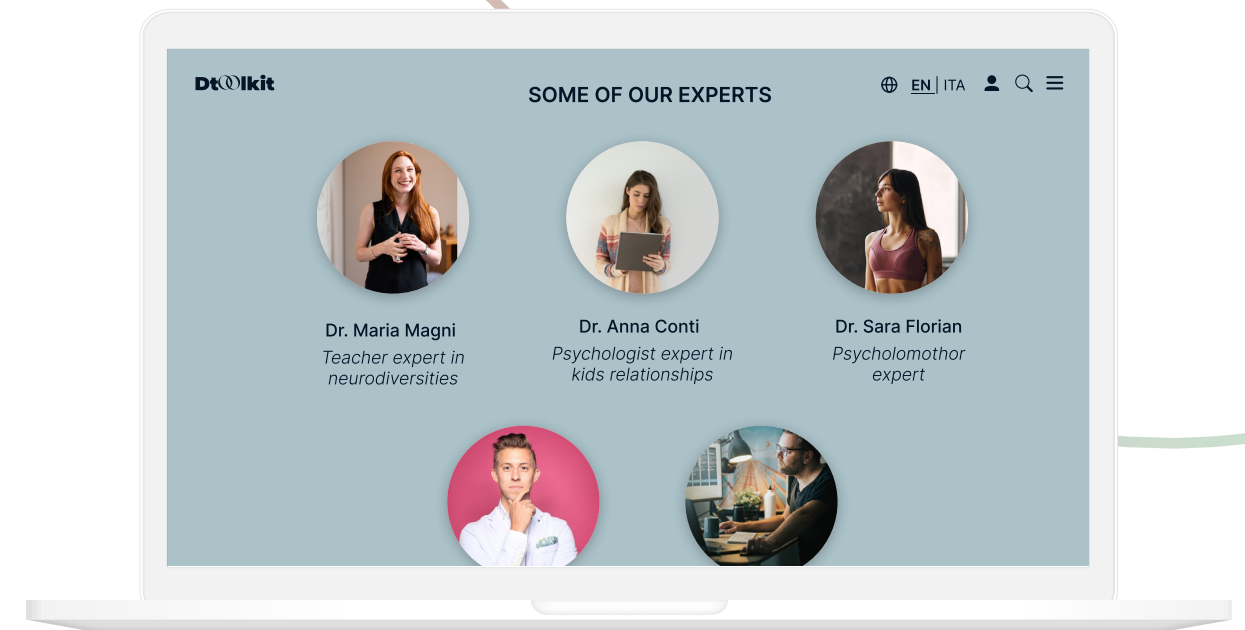 Dtoolkit
SOME OF OUR EXPERTS
EN | ITA
Dr. Maria Magni
Teacher expert in
neurodiversities
Dr. Anna Conti
Psychologist expert in
kids relationships
Dr. Sara Florian
Psycholomothor
expert